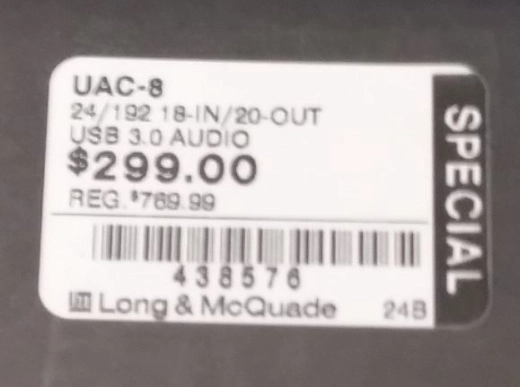 UAC-8
24/192 18-IN/20-OUT
USB 3.0 AUDIO
$299.00
REG. $769.99
438576
Long & McQuade 24B
SPECIAL